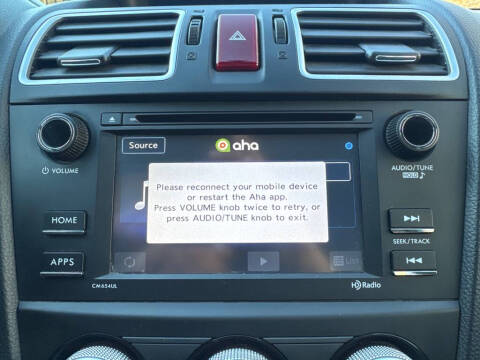 Source
aha
Please reconnect your mobile device
or restart the Aha app.
Press VOLUME knob twice to retry, or
press AUDIO/TUNE knob to exit.
VOLUME
AUDIO/TUNE
HOLD
HOME
APPS
SEEK/TRACK
List
CM654UL
HD Radio